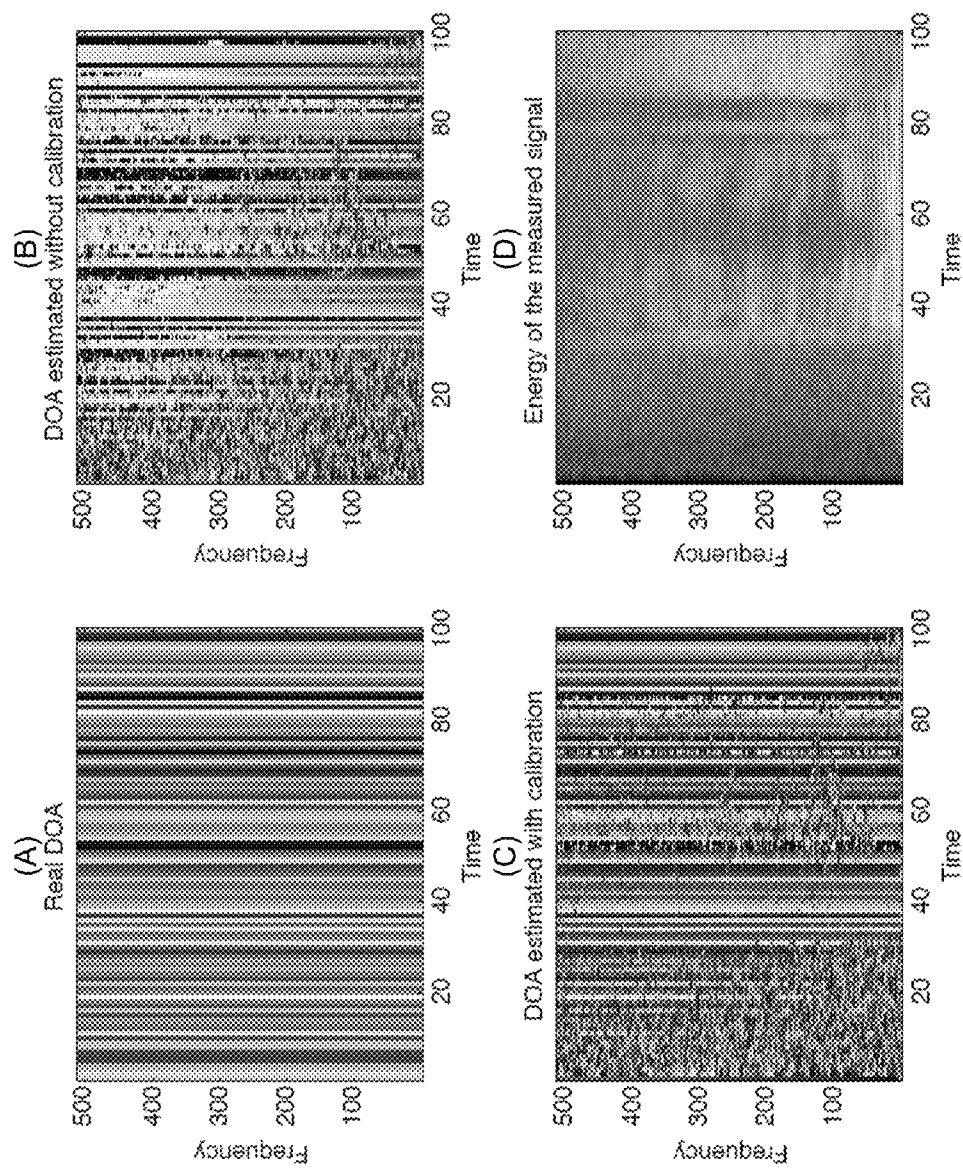 (A)
Real DOA
Frequency
500
400
300
200
100
20
40
60
80
100
Time
(B)
DOA estimated without calibration
Frequency
500
400
300
200
100
20
40
60
80
100
Time
(C)
DOA estimated with calibration
Frequency
500
400
300
200
100
20
40
60
80
100
Time
(D)
Energy of the measured signal
Frequency
500
400
300
200
100
20
40
60
80
100
Time